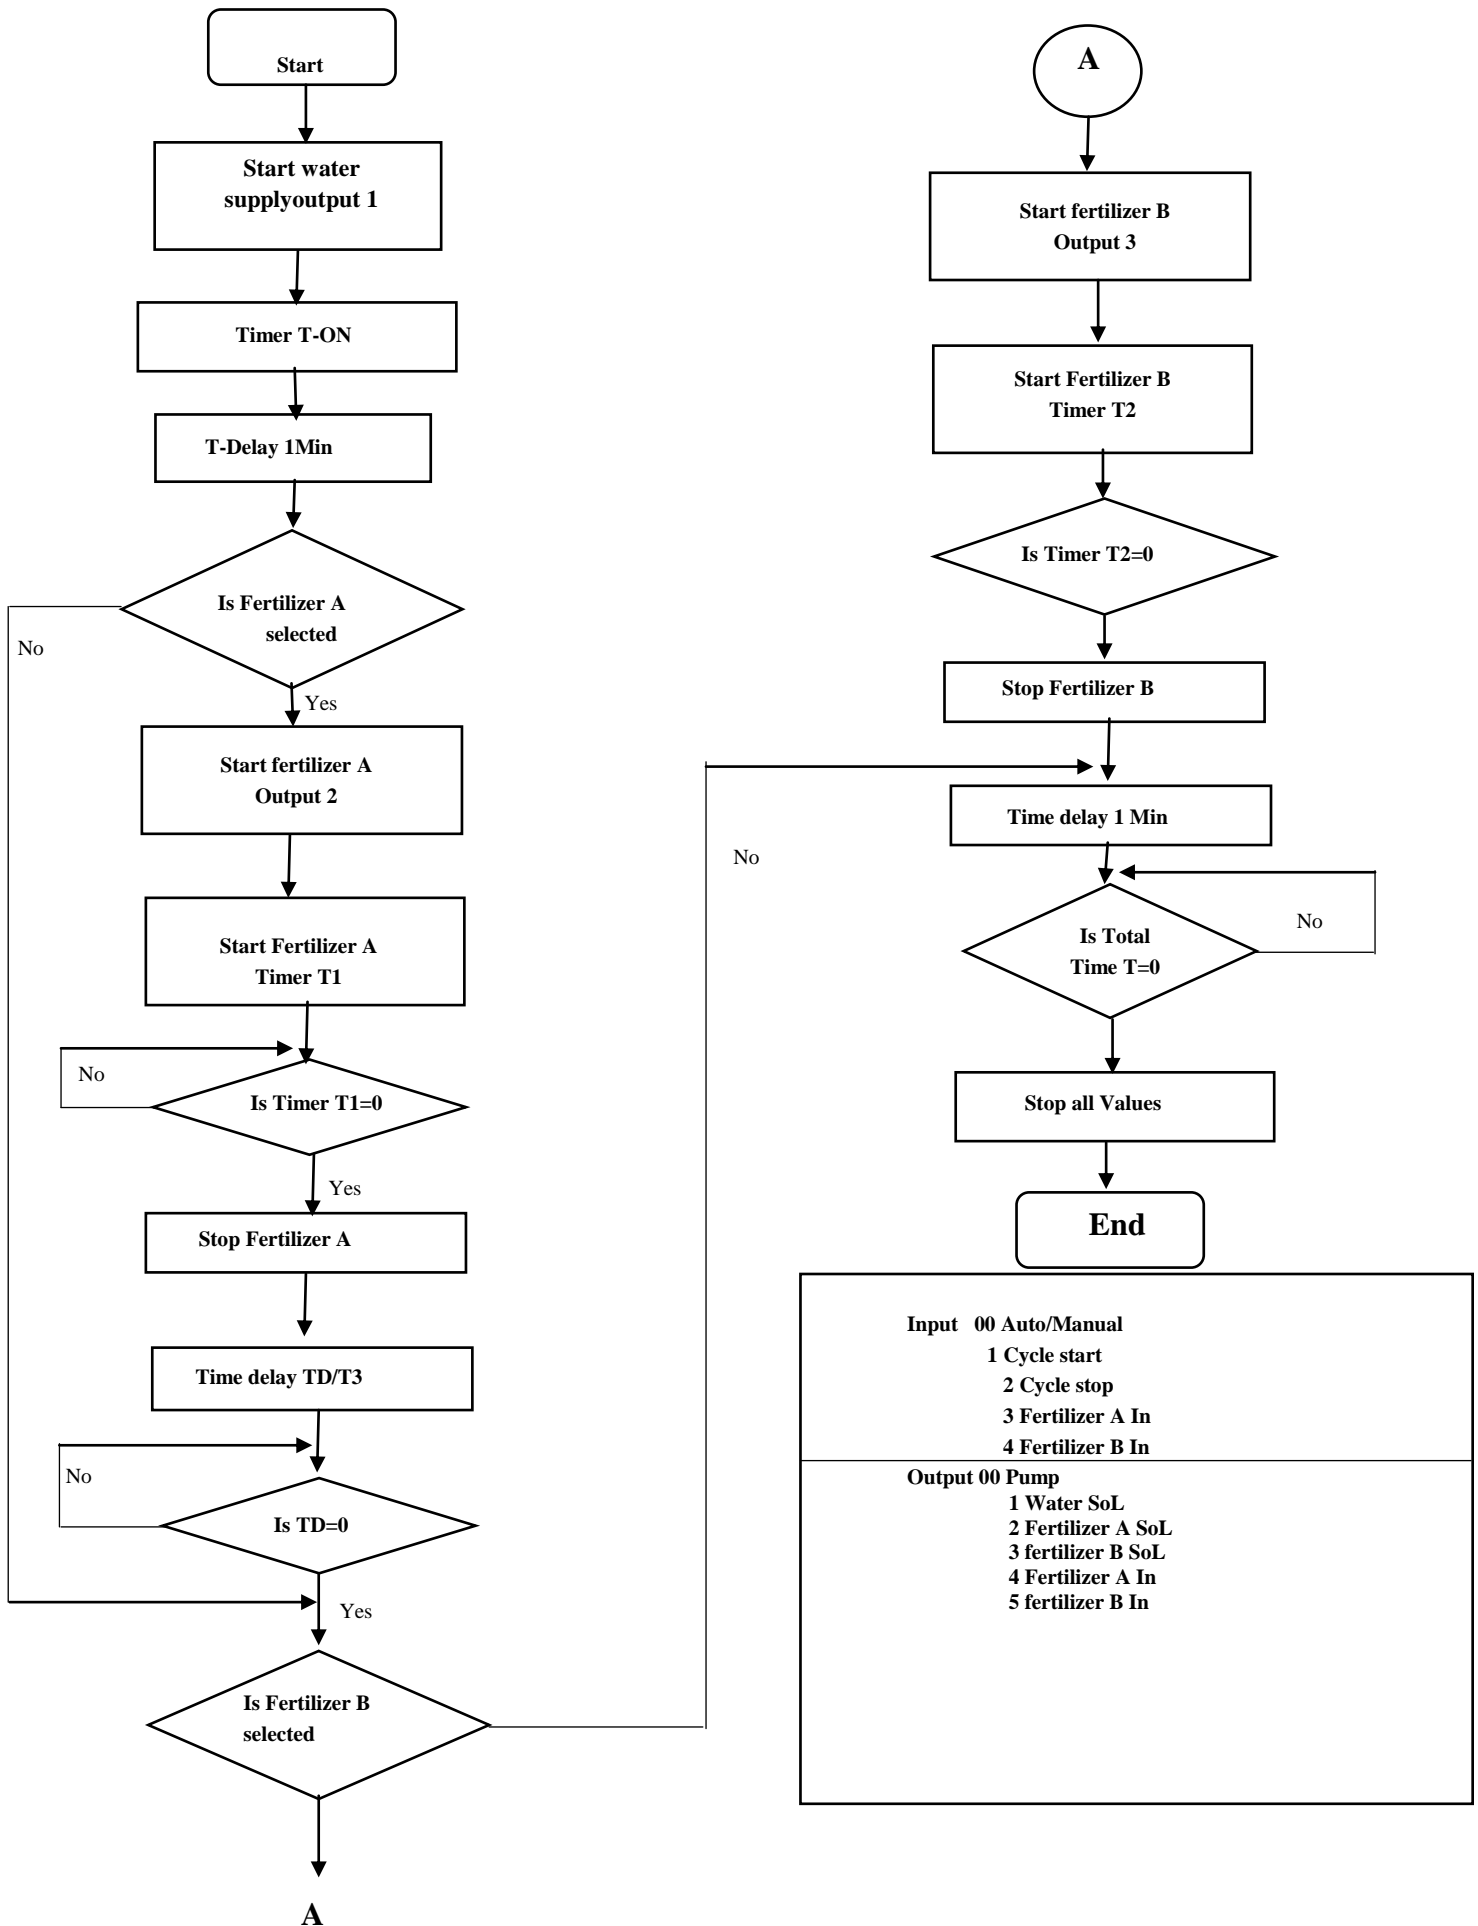 Start
Start water
supplyoutput 1
Timer T-ON
T-Delay 1Min
Is Fertilizer A
selected
No
Yes
Start fertilizer A
Output 2
Start Fertilizer A
Timer T1
No
Is Timer T1=0
Yes
Stop Fertilizer A
Time delay TD/T3
No
Is TD=0
Yes
Is Fertilizer B
selected
No
A
A
Start fertilizer B
Output 3
Start Fertilizer B
Timer T2
Is Timer T2=0
Stop Fertilizer B
Time delay 1 Min
No
Is Total
Time T=0
Stop all Values
End
Input 00 Auto/Manual
1 Cycle start
2 Cycle stop
3 Fertilizer A In
4 Fertilizer B In
Output 00 Pump
1 Water SoL
2 Fertilizer A SoL
3 fertilizer B SoL
4 Fertilizer A In
5 fertilizer B In